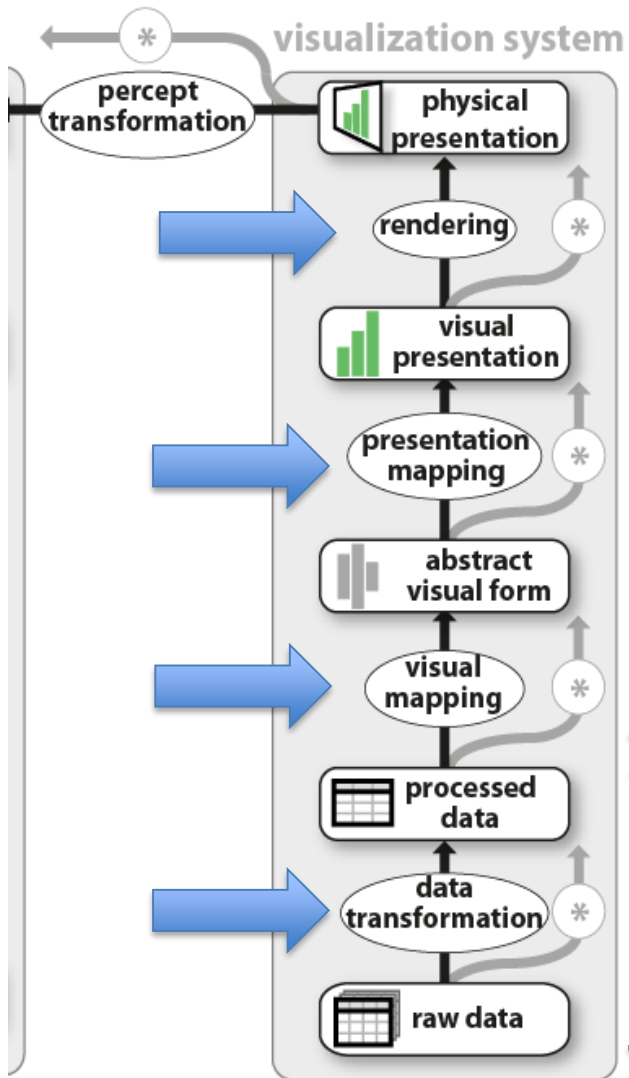 *
visualization system
percept
transformation
physical
presentation
rendering
*
visual
presentation
presentation
mapping
*
abstract
visual form
visual
mapping
*
processed
data
data
transformation
*
raw data